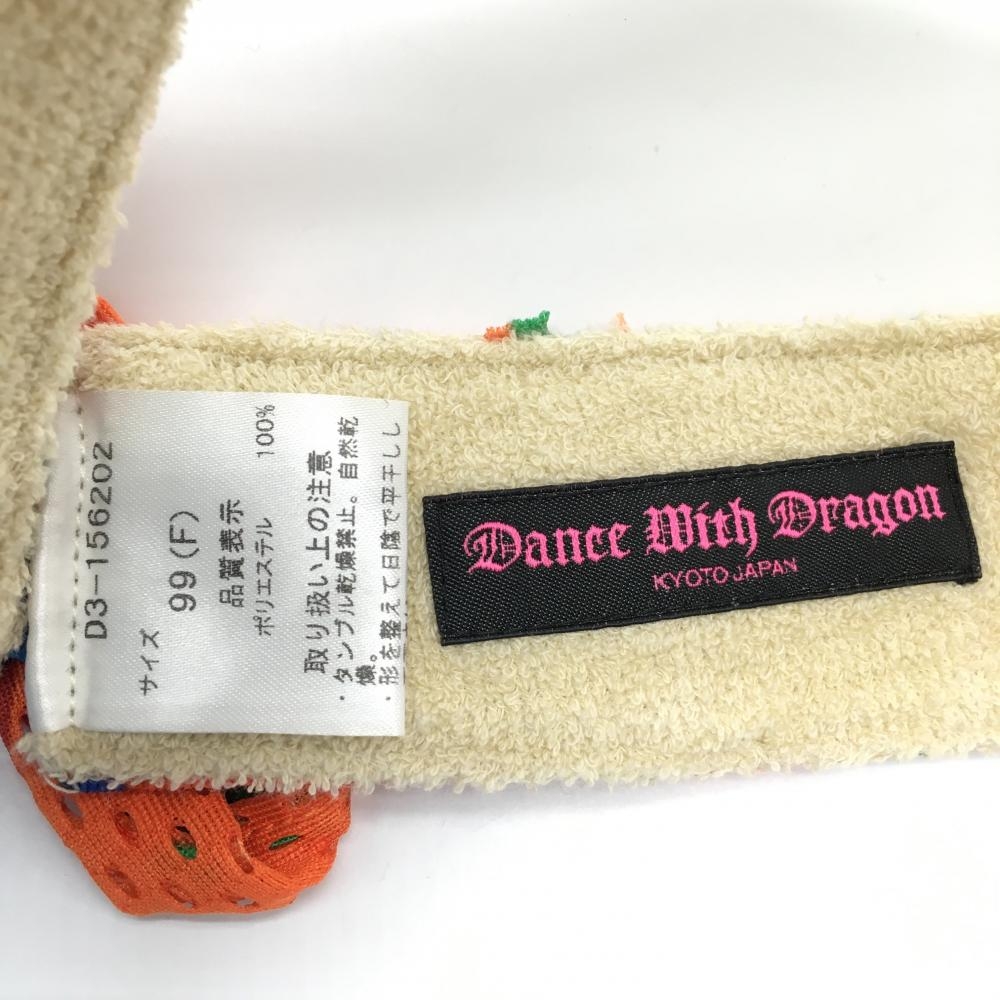 D3-156202
サイズ
99(F)
品質表示
ポリエステル 100%
取り扱い上の注意
・タンブル乾燥禁止。自然乾
燥。
・形を整えて日陰で平干しし
Dance With Dragon
KYOTO JAPAN